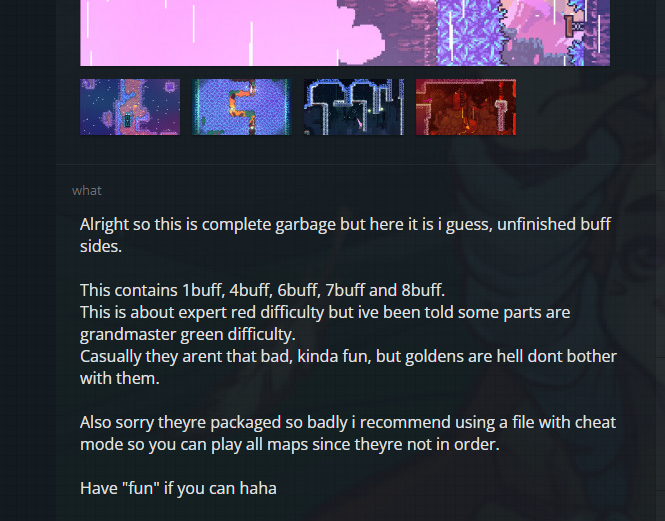 what
Alright so this is complete garbage but here it is i guess, unfinished buff
sides.
This contains 1buff, 4buff, 6buff, 7buff and 8buff.
This is about expert red difficulty but ive been told some parts are
grandmaster green difficulty.
Casually they arent that bad, kinda fun, but goldens are hell dont bother
with them.
Also sorry theyre packaged so badly i recommend using a file with cheat
mode so you can play all maps since theyre not in order.
Have "fun" if you can haha